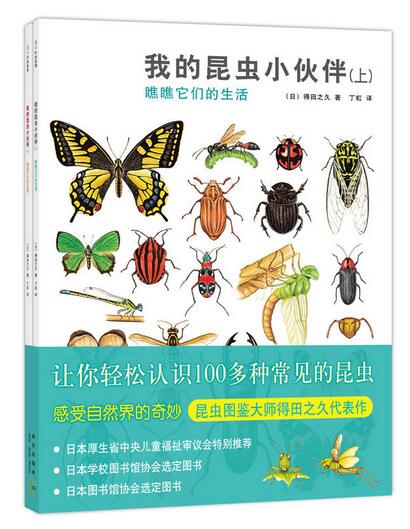 我的昆虫小伙伴(上)
瞧瞧它们的生活
(日) 得田之久 著 丁虹 译
让你轻松认识100多种常见的昆虫
感受自然界的奇妙
昆虫图鉴大师得田之久代表作
• 日本厚生省中央儿童福祉审议会特别推荐
• 日本学校图书馆协会选定图书
• 日本图书馆协会选定图书